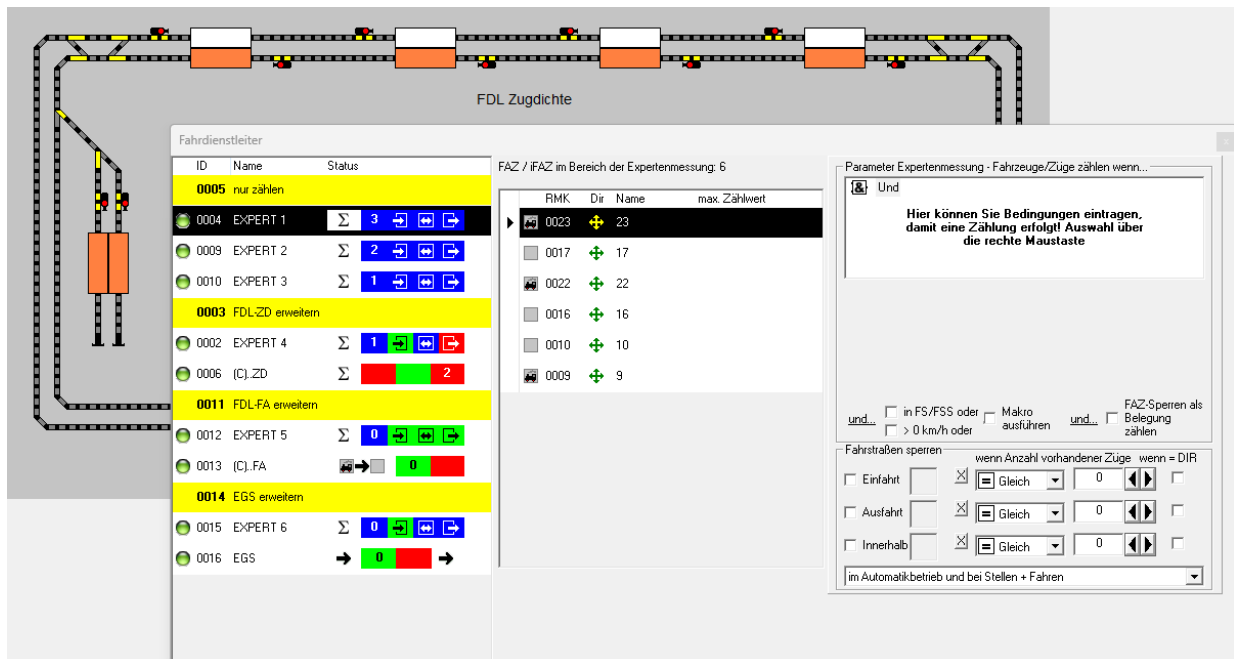 FDL Zugdichte
Fahrdienstleiter
x
ID Name Status
0005 nur zählen
0004 EXPERT 1 Σ 3
0009 EXPERT 2 Σ 2
0010 EXPERT 3 Σ 1
0003 FDL-ZD erweitern
0002 EXPERT 4 Σ 1
0006 (C)..ZD Σ 2
0011 FDL-FA erweitern
0012 EXPERT 5 Σ 0
0013 (C)..FA 0
0014 EGS erweitern
0015 EXPERT 6 Σ 0
0016 EGS 0
FAZ / iFAZ im Bereich der Expertenmessung: 6
RMK Dir Name max. Zählwert
0023 23
0017 17
0022 22
0016 16
0010 10
0009 9
Parameter Expertenmessung - Fahrzeuge/Züge zählen wenn...
& Und
Hier können Sie Bedingungen eintragen,
damit eine Zählung erfolgt! Auswahl über
die rechte Maustaste
und... in FS/FSS oder
> 0 km/h oder
Makro
ausführen
und... FAZ-Sperren als
Belegung
zählen
Fahrstraßen sperren
wenn Anzahl vorhandener Züge wenn = DIR
Einfahrt X = Gleich 0
Ausfahrt X = Gleich 0
Innerhalb X = Gleich 0
im Automatikbetrieb und bei Stellen + Fahren